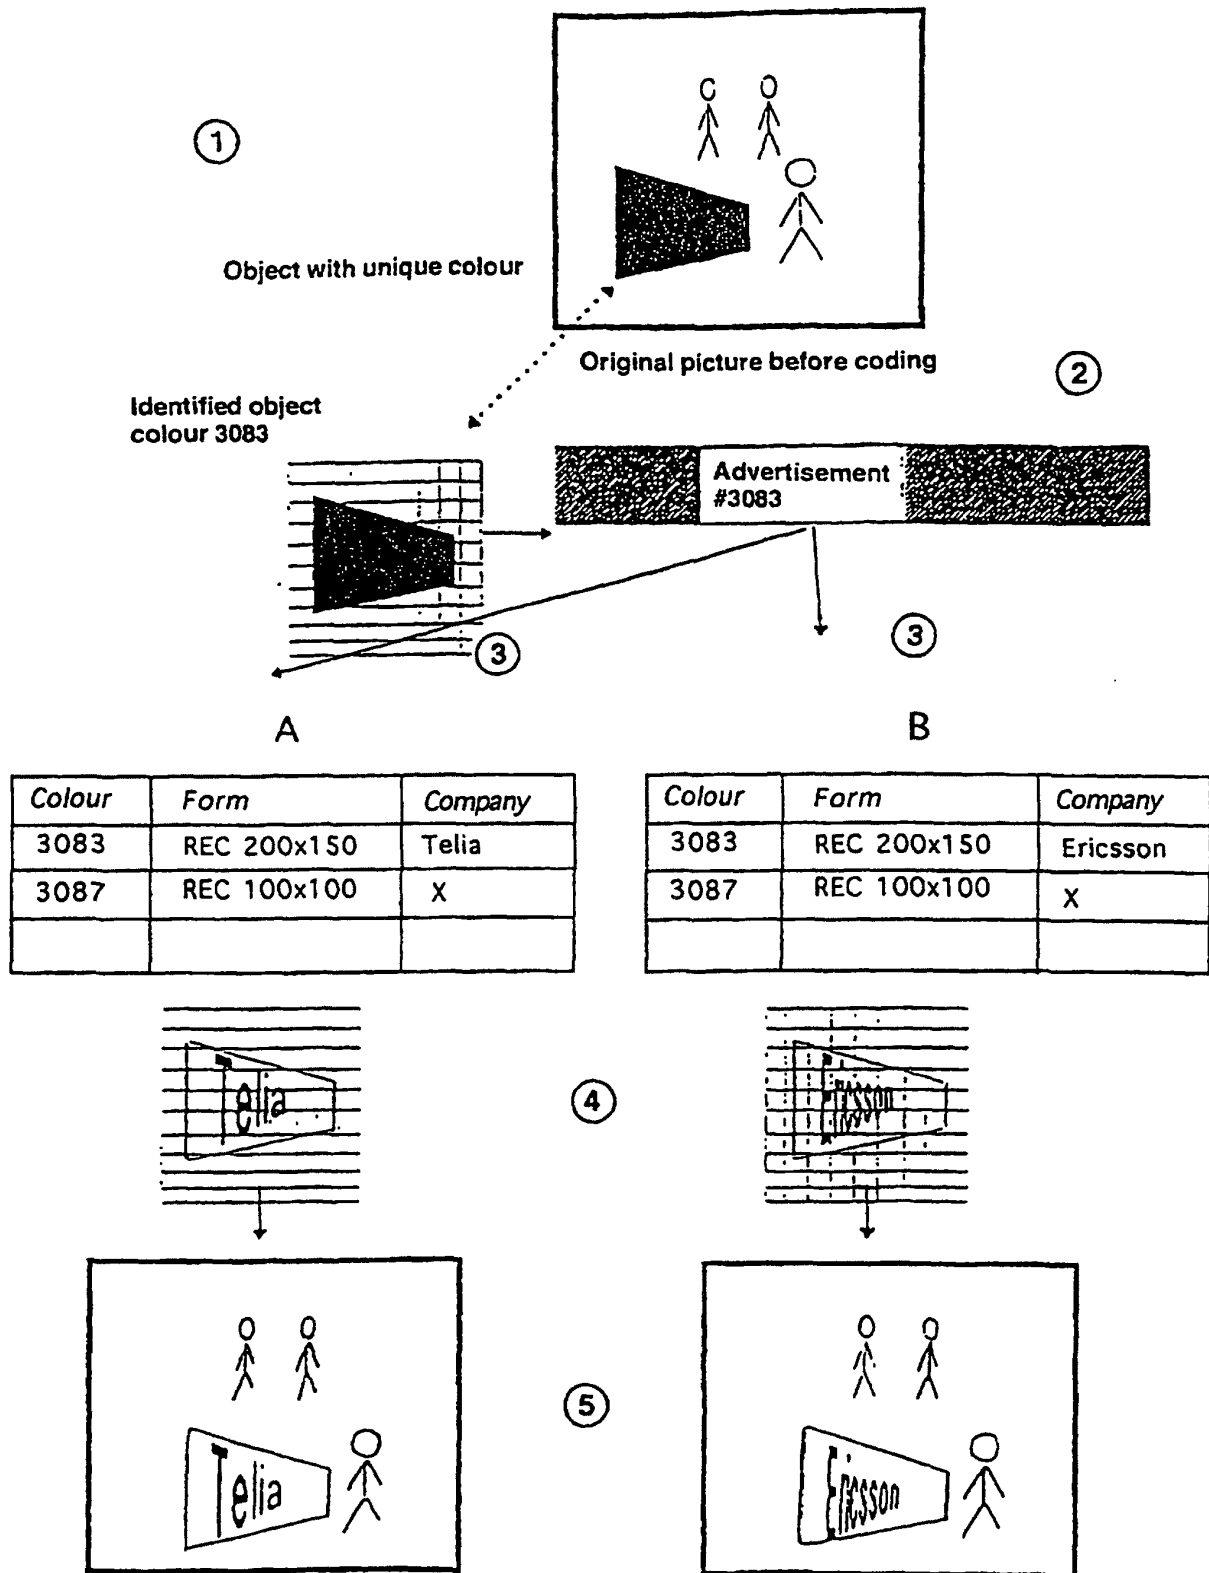 1
Object with unique colour
Original picture before coding
2
Identified object
colour 3083
Advertisement
#3083
3
3
A
B
Colour Form Company
3083 REC 200x150 Telia
3087 REC 100x100 X
Colour Form Company
3083 REC 200x150 Ericsson
3087 REC 100x100 X
Telia
4
Ericsson
5
Telia
Ericsson